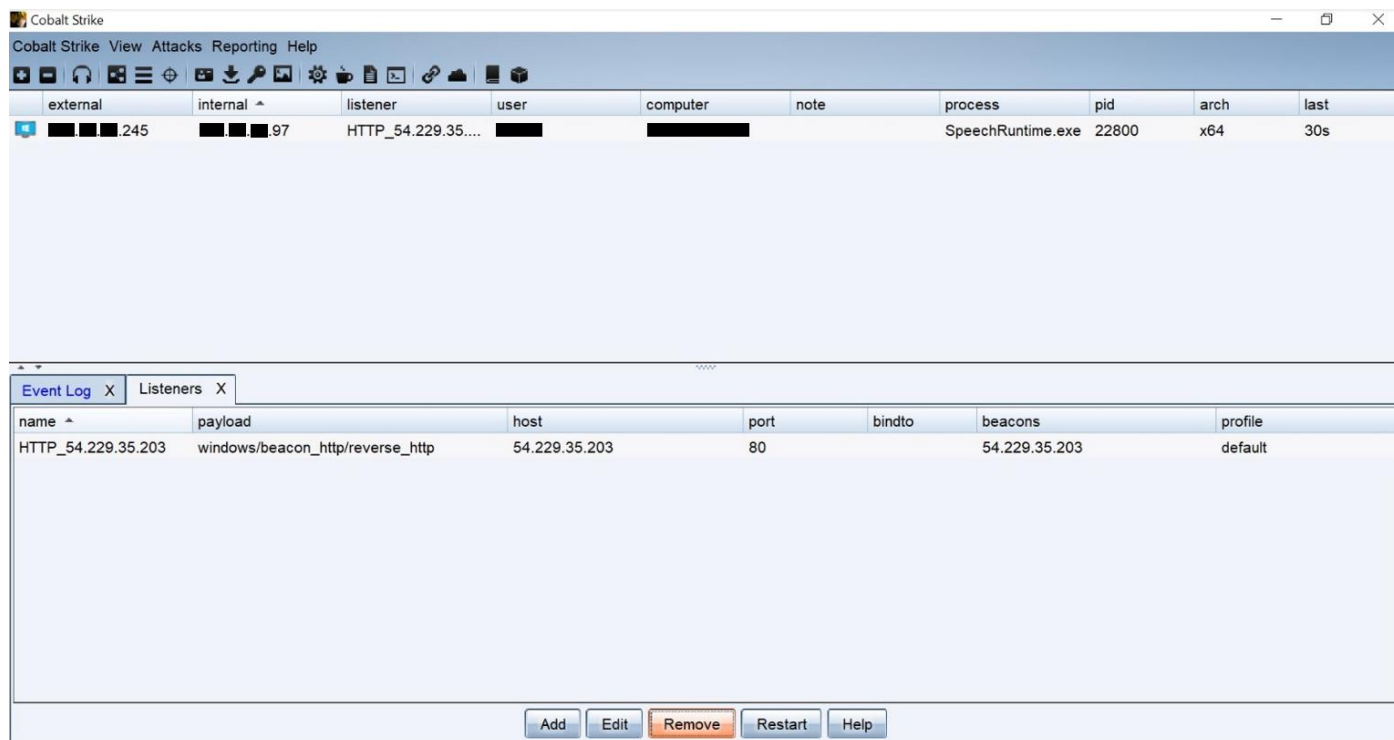 Cobalt Strike
Cobalt Strike View Attacks Reporting Help
external internal listener user computer note process pid arch last
.245 .97 HTTP_54.229.35.... SpeechRuntime.exe 22800 x64 30s
Event Log X Listeners X
name payload host port bindto beacons profile
HTTP_54.229.35.203 windows/beacon_http/reverse_http 54.229.35.203 80 54.229.35.203 default
Add Edit Remove Restart Help